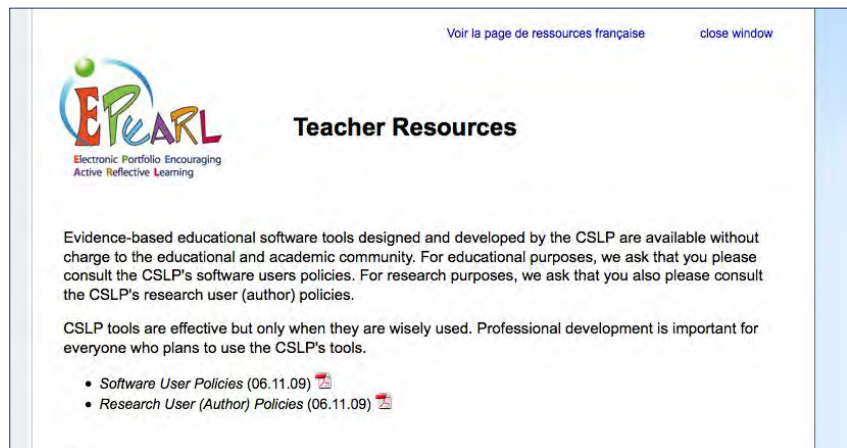 Voir la page de ressources française close window
EPEARL
Electronic Portfolio Encouraging
Active Reflective Learning
Teacher Resources
Evidence-based educational software tools designed and developed by the CSLP are available without
charge to the educational and academic community. For educational purposes, we ask that you please
consult the CSLP's software users policies. For research purposes, we ask that you also please consult
the CSLP's research user (author) policies.
CSLP tools are effective but only when they are wisely used. Professional development is important for
everyone who plans to use the CSLP's tools.
• Software User Policies (06.11.09)
• Research User (Author) Policies (06.11.09)